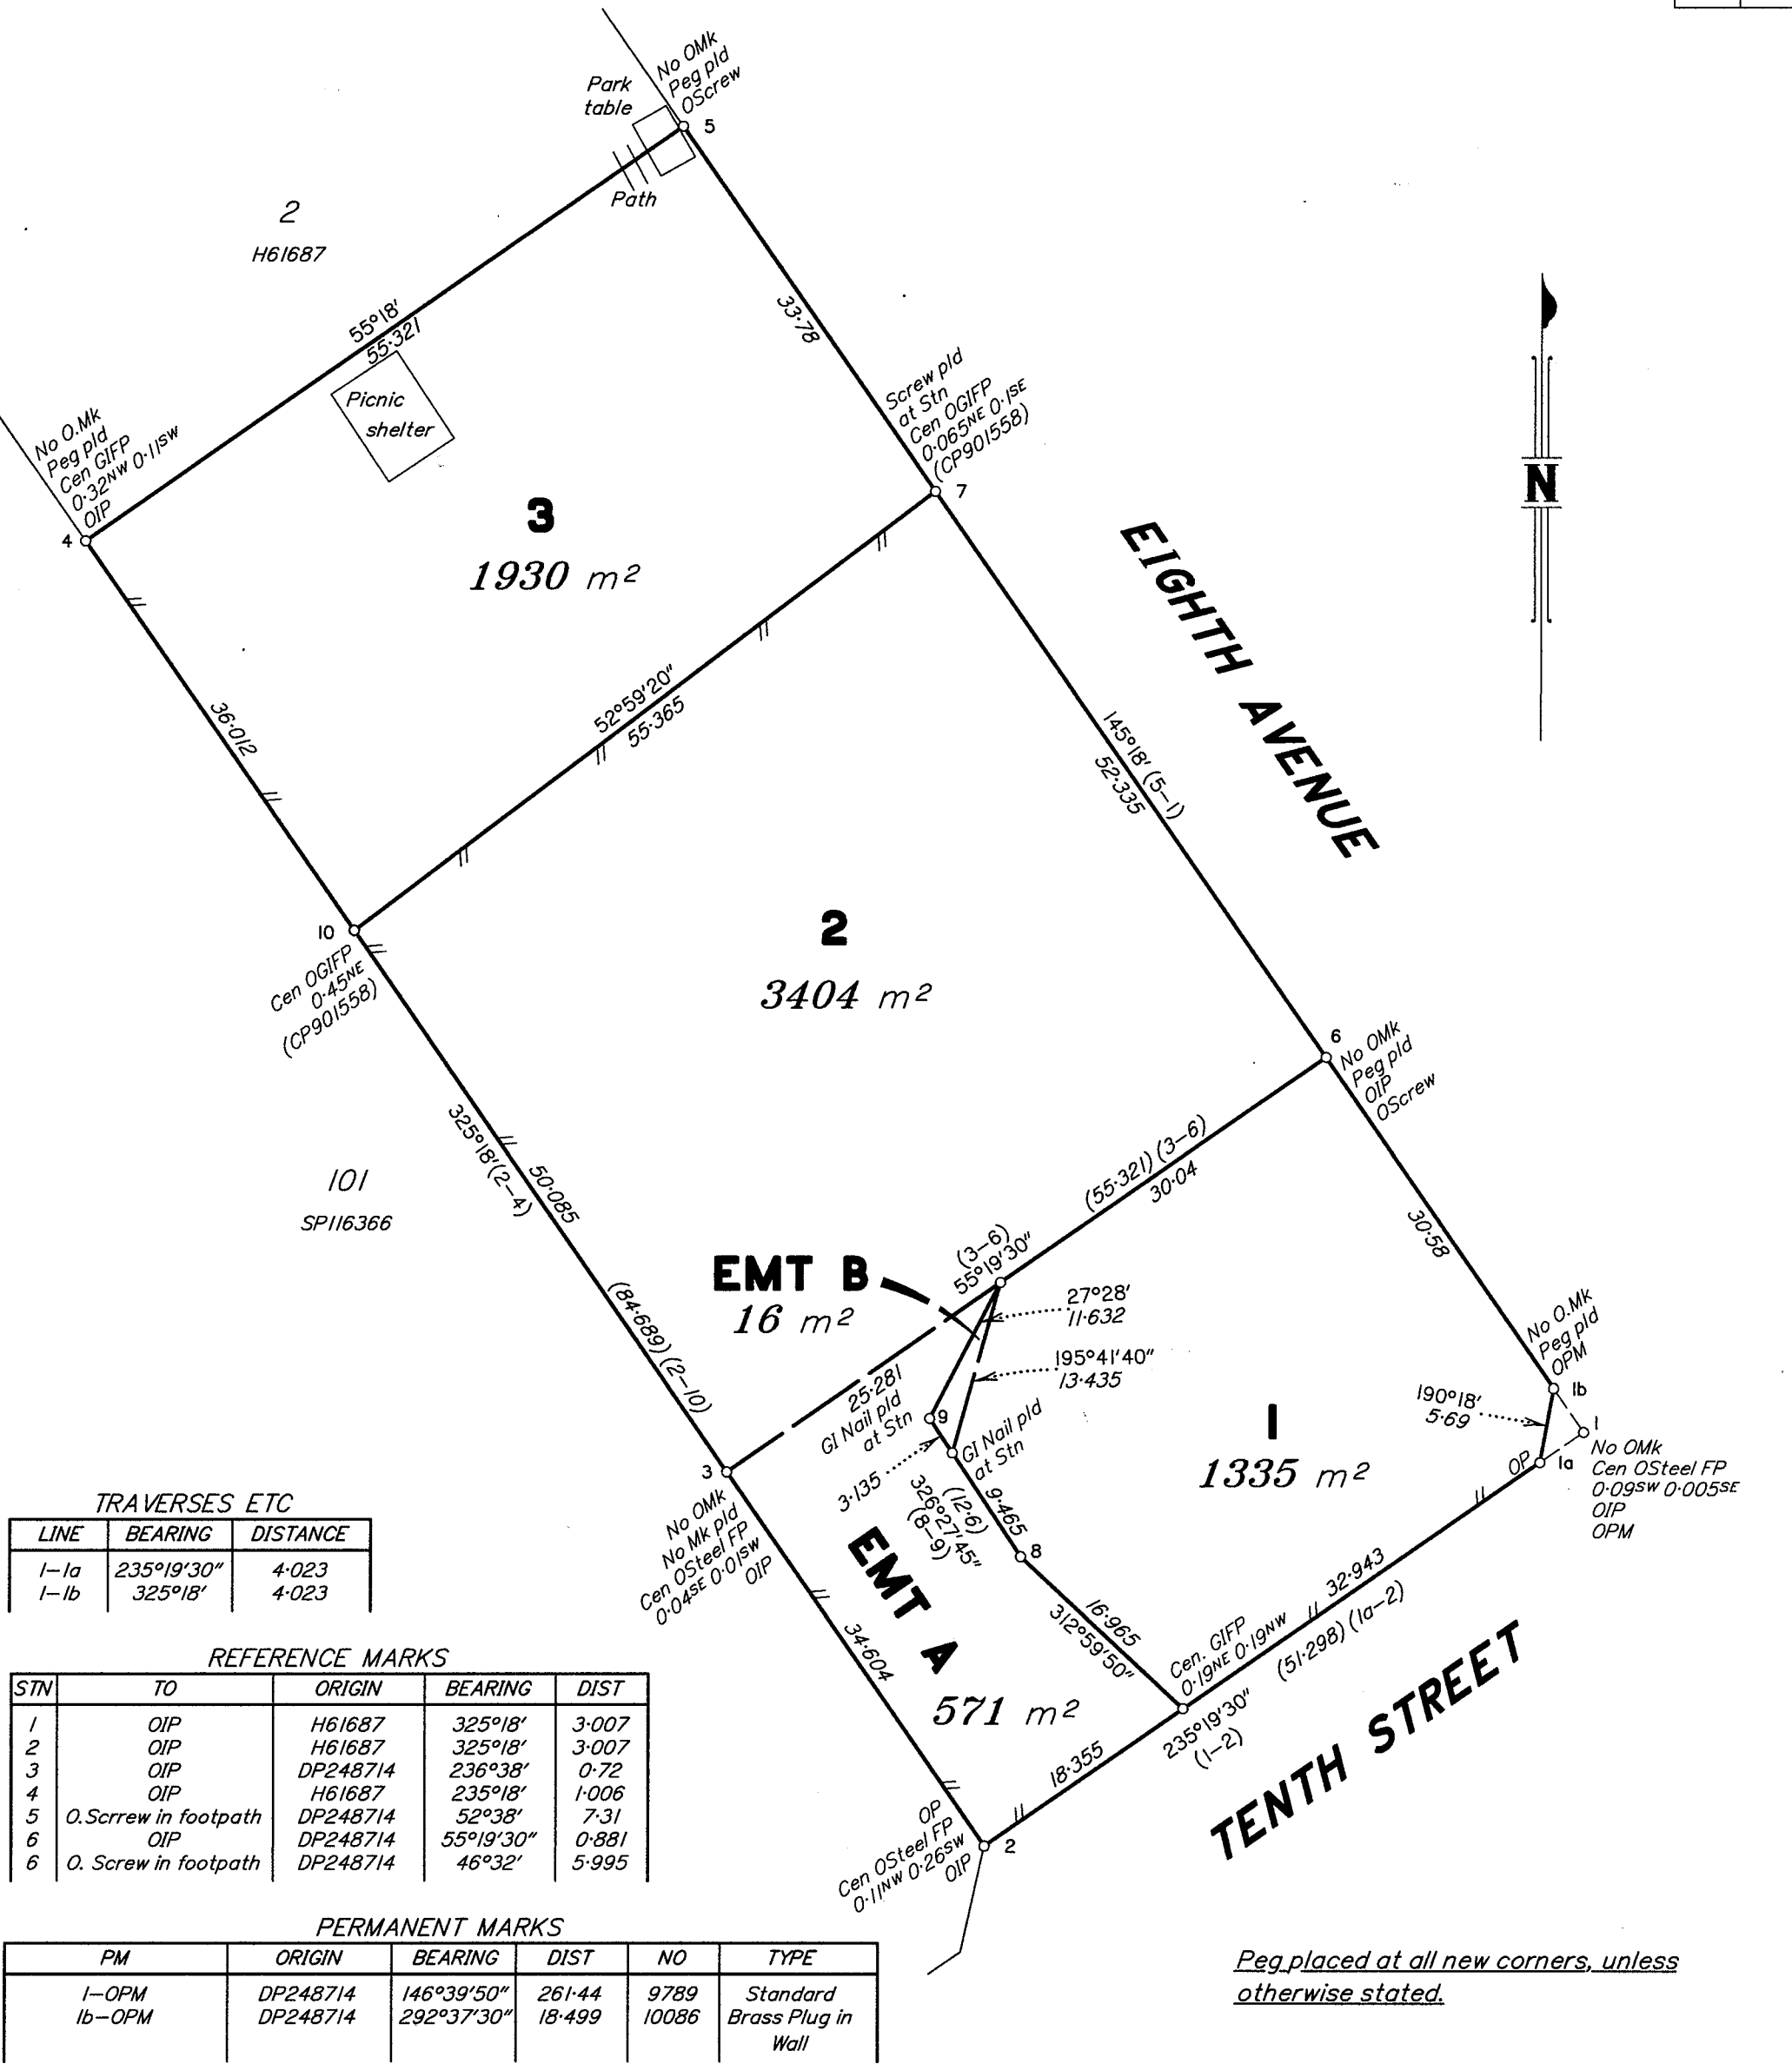 No OMk
Peg pld
OScrew
Park
table
5
Path
2
H61687
55°18'
55·321
33·78
Picnic
shelter
No O.Mk
Peg pld
Cen GIFP
0·32NW 0·11SW
OIP
4
Screw pld
at Stn
Cen OGIFP
0·065NE 0·1SE
(CP901558)
7
N
3
1930 m²
EIGHTH AVENUE
36·012
52°59'20"
55·365
145°18' (5-1)
52·335
10
Cen OGIFP
0·45NE
(CP901558)
2
3404 m²
6
No OMk
Peg pld
OIP
OScrew
325°18'(2-4)
50·085
101
SP116366
(55·321) (3-6)
30·04
30·58
(84·689) (2-10)
EMT B
16 m²
(3-6)
55°19'30"
27°28'
11·632
195°41'40"
13·435
25·281
GI Nail pld
at Stn
9
GI Nail pld
at Stn
3·135
No O.Mk
Peg pld
OPM
1b
190°18'
5·69
1
1335 m²
1
OP
1a
No OMk
Cen OSteel FP
0·09SW 0·005SE
OIP
OPM
3
No OMk
No Mk pld
Cen OSteel FP
0·04SE 0·01SW
OIP
9·465
(12·6)
326°27'45"
(8-9)
8
EMT A
571 m²
34·604
16·965
312°59'50"
Cen. GIFP
0·19NE 0·19NW
32·943
(51·298) (1a-2)
235°19'30"
(1-2)
18·355
TENTH STREET
OP
Cen OSteel FP
0·11NW 0·26SW
OIP
2
TRAVERSES ETC
LINE BEARING DISTANCE
1-1a 235°19'30" 4·023
1-1b 325°18' 4·023
REFERENCE MARKS
STN TO ORIGIN BEARING DIST
1 OIP H61687 325°18' 3·007
2 OIP H61687 325°18' 3·007
3 OIP DP248714 236°38' 0·72
4 OIP H61687 235°18' 1·006
5 O.Scrrew in footpath DP248714 52°38' 7·31
6 OIP DP248714 55°19'30" 0·881
6 O. Screw in footpath DP248714 46°32' 5·995
PERMANENT MARKS
PM ORIGIN BEARING DIST NO TYPE
1-OPM DP248714 146°39'50" 261·44 9789 Standard
1b-OPM DP248714 292°37'30" 18·499 10086 Brass Plug in
Wall
Peg placed at all new corners, unless
otherwise stated.